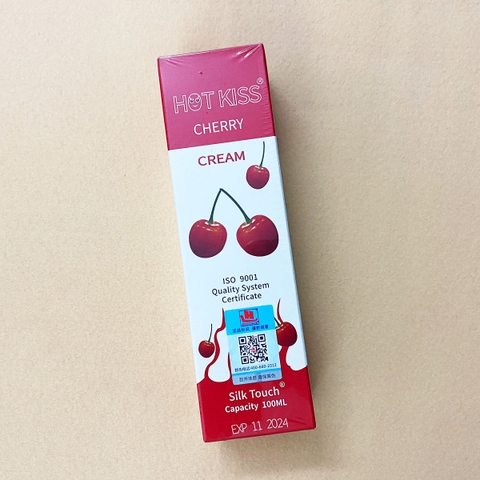 HOT KISS®
CHERRY
CREAM
ISO 9001
Quality System
Certificate
Silk Touch®
Capacity 100ML
EXP 11 2024